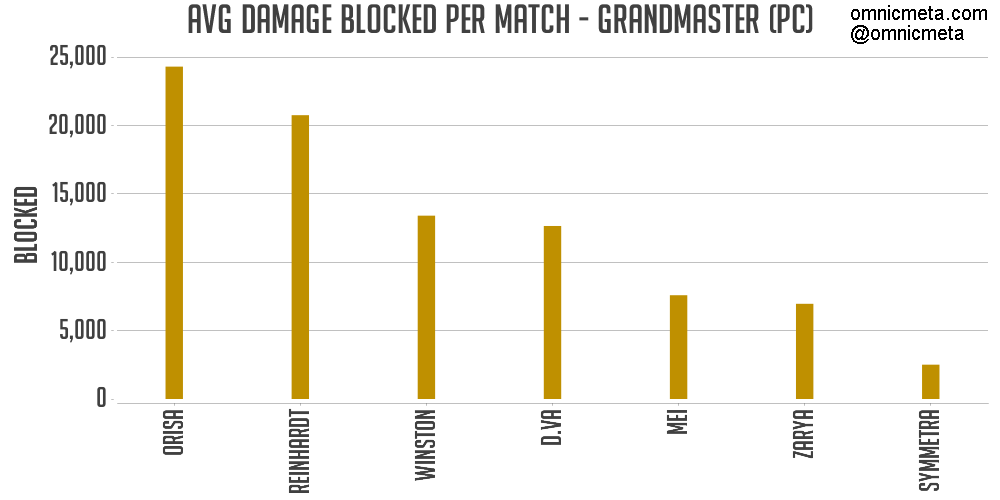 AVG DAMAGE BLOCKED PER MATCH - GRANDMASTER (PC)
omnicmeta.com
@omnicmeta
25,000
20,000
15,000
10,000
5,000
0
BLOCKED
ORISA
REINHARDT
WINSTON
D.VA
MEI
ZARYA
SYMMETRA